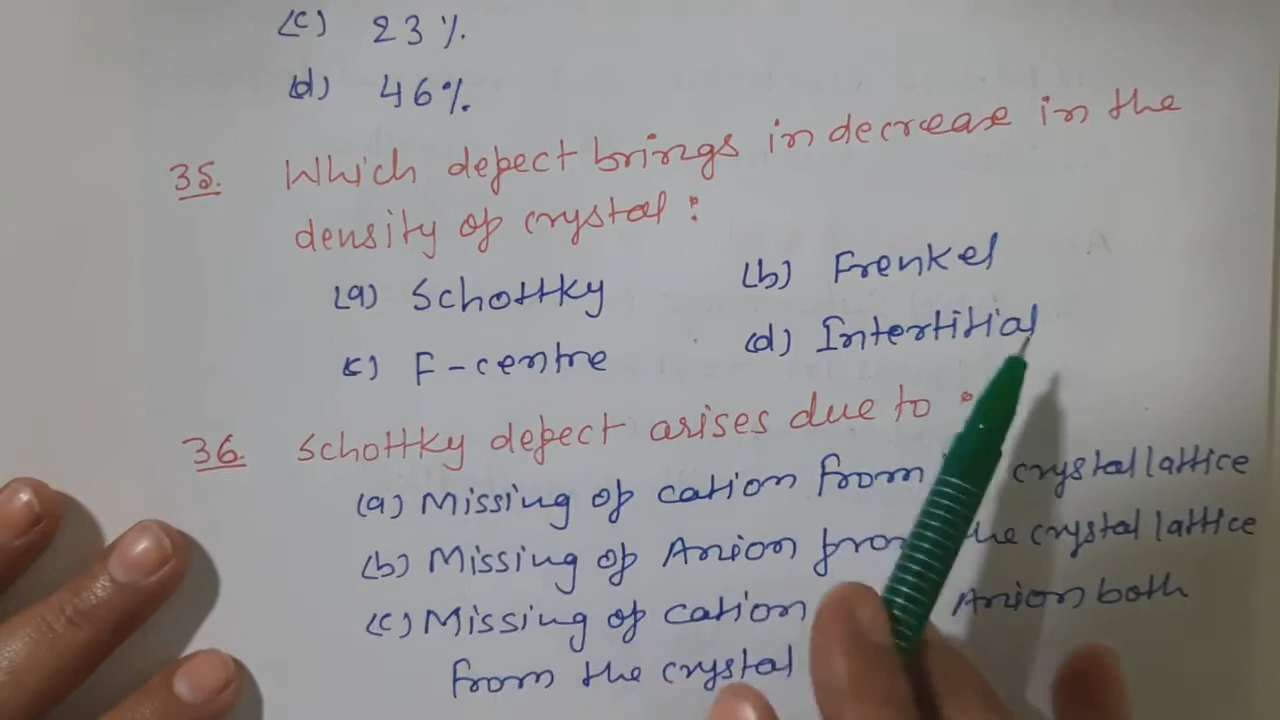 (c) 23%.
(d) 46%.
35. Which defect brings in decrease in the
density of crystal :
(a) Schottky (b) Frenkel
(c) F-centre (d) Intertitial
36. Schottky defect arises due to :
(a) Missing of cation from crystal lattice
(b) Missing of Anion from the crystal lattice
(c) Missing of cation Anion both
from the crystal